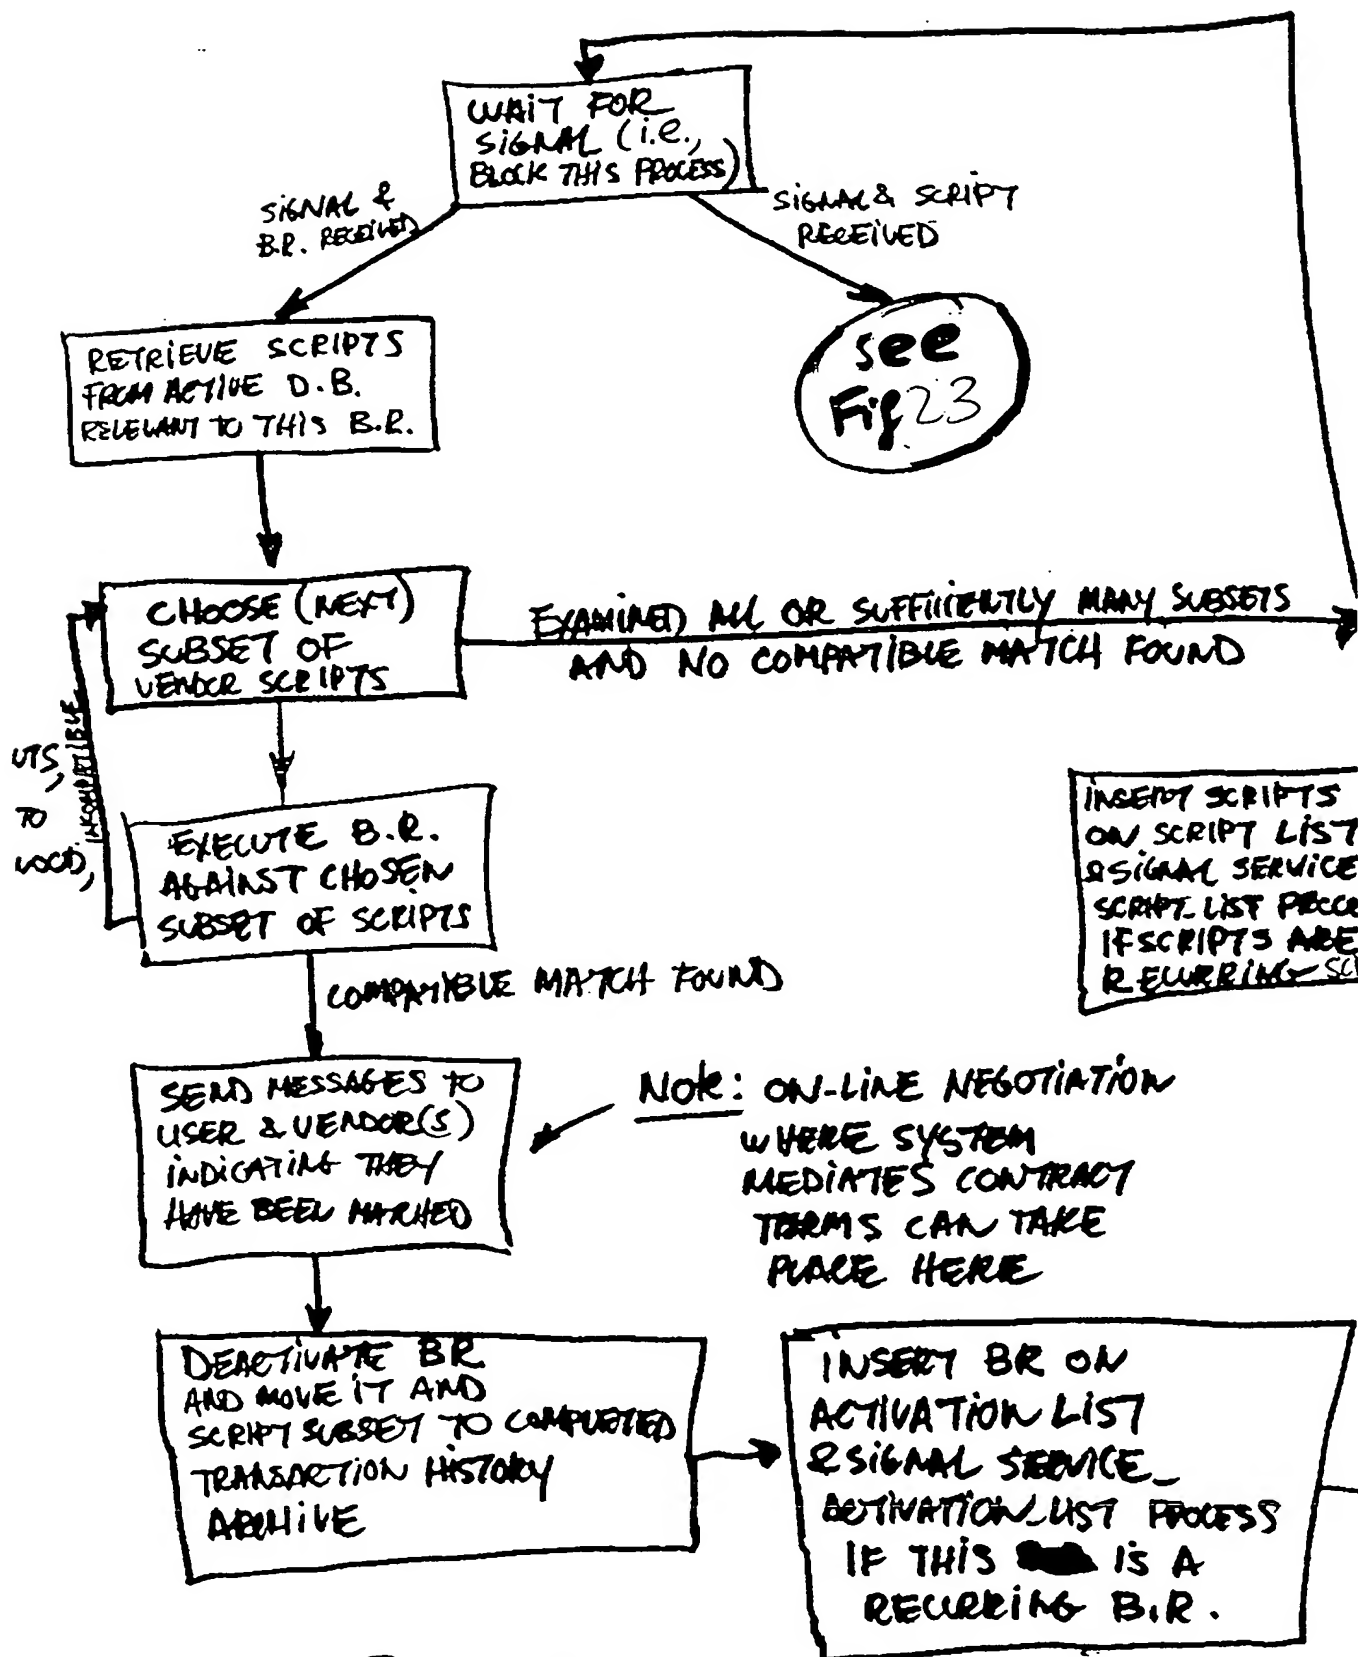 WAIT FOR
SIGNAL (i.e.,
BLOCK THIS PROCESS)
SIGNAL &
B.R. RECEIVED
SIGNAL & SCRIPT
RECEIVED
RETRIEVE SCRIPTS
FROM ACTIVE D.B.
RELEVANT TO THIS B.R.
see
Fig 23
CHOOSE (NEXT)
SUBSET OF
VENDOR SCRIPTS
EXAMINED ALL OR SUFFICIENTLY MANY SUBSETS
AND NO COMPATIBLE MATCH FOUND
UTS,
TO
INCOMPATIBLE
EXECUTE B.R.
AGAINST CHOSEN
SUBSET OF SCRIPTS
INSERT SCRIPTS
ON SCRIPT LIST
& SIGNAL SERVICE
SCRIPT_LIST PROCE
IF SCRIPTS ARE
RECURRING SC
COMPATIBLE MATCH FOUND
SEND MESSAGES TO
USER & VENDOR(S)
INDICATING THEY
HAVE BEEN MATCHED
Note: ON-LINE NEGOTIATION
WHERE SYSTEM
MEDIATES CONTRACT
TERMS CAN TAKE
PLACE HERE
DEACTIVATE BR
AND MOVE IT AND
SCRIPT SUBSET TO COMPLETED
TRANSACTION HISTORY
ARCHIVE
INSERT BR ON
ACTIVATION LIST
& SIGNAL SERVICE_
ACTIVATION_LIST PROCESS
IF THIS IS A
RECURRING B.R.